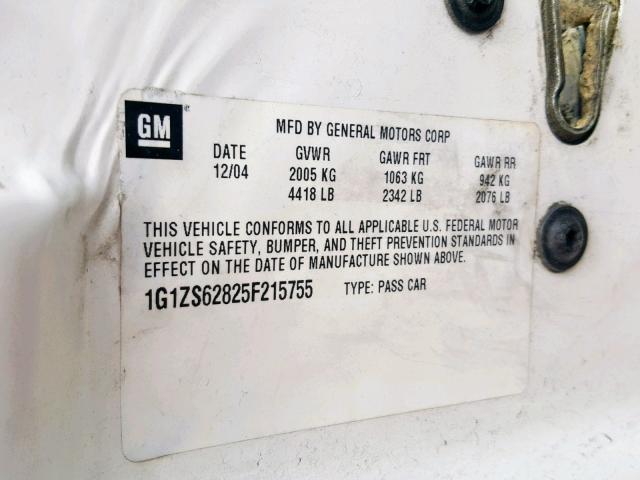 GM
MFD BY GENERAL MOTORS CORP
DATE GVWR GAWR FRT GAWR RR
12/04 2005 KG 1063 KG 942 KG
4418 LB 2342 LB 2076 LB
THIS VEHICLE CONFORMS TO ALL APPLICABLE U.S. FEDERAL MOTOR
VEHICLE SAFETY, BUMPER, AND THEFT PREVENTION STANDARDS IN
EFFECT ON THE DATE OF MANUFACTURE SHOWN ABOVE.
1G1ZS62825F215755 TYPE: PASS CAR